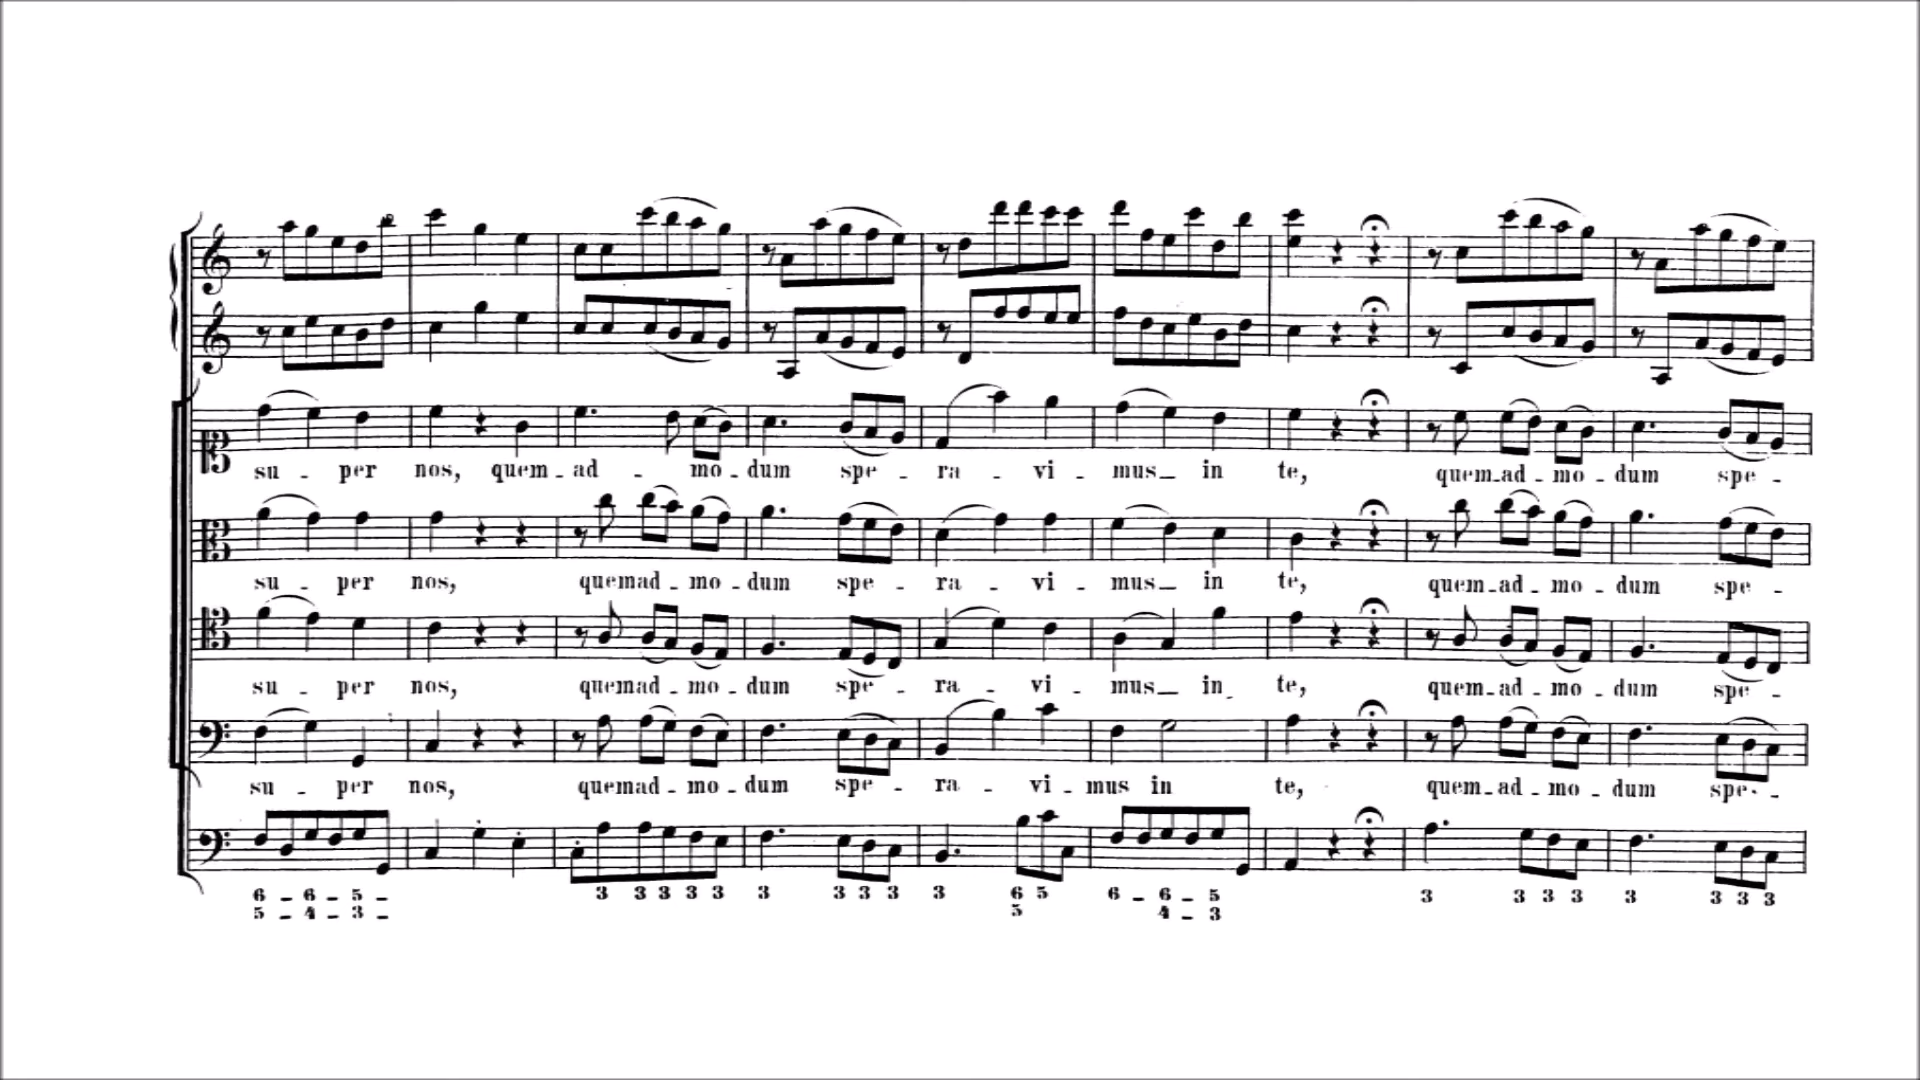 su - per nos, quem - ad - mo - dum spe - ra - vi - mus in te, quem - ad - mo - dum spe -
su - per nos, quemad - mo - dum spe - ra - vi - mus in te, quem - ad - mo - dum spe -
su - per nos, quemad - mo - dum spe - ra - vi - mus in te, quem - ad - mo - dum spe -
su - per nos, quemad - mo - dum spe - ra - vi - mus in te, quem - ad - mo - dum spe -
6 - 6 - 5 - 3 3 3 3 3 3 3 3 3 3 6 5 6 - 6 - 5 3 3 3 3 3 3 3 3
5 - 4 - 3 - 5 4 - 3